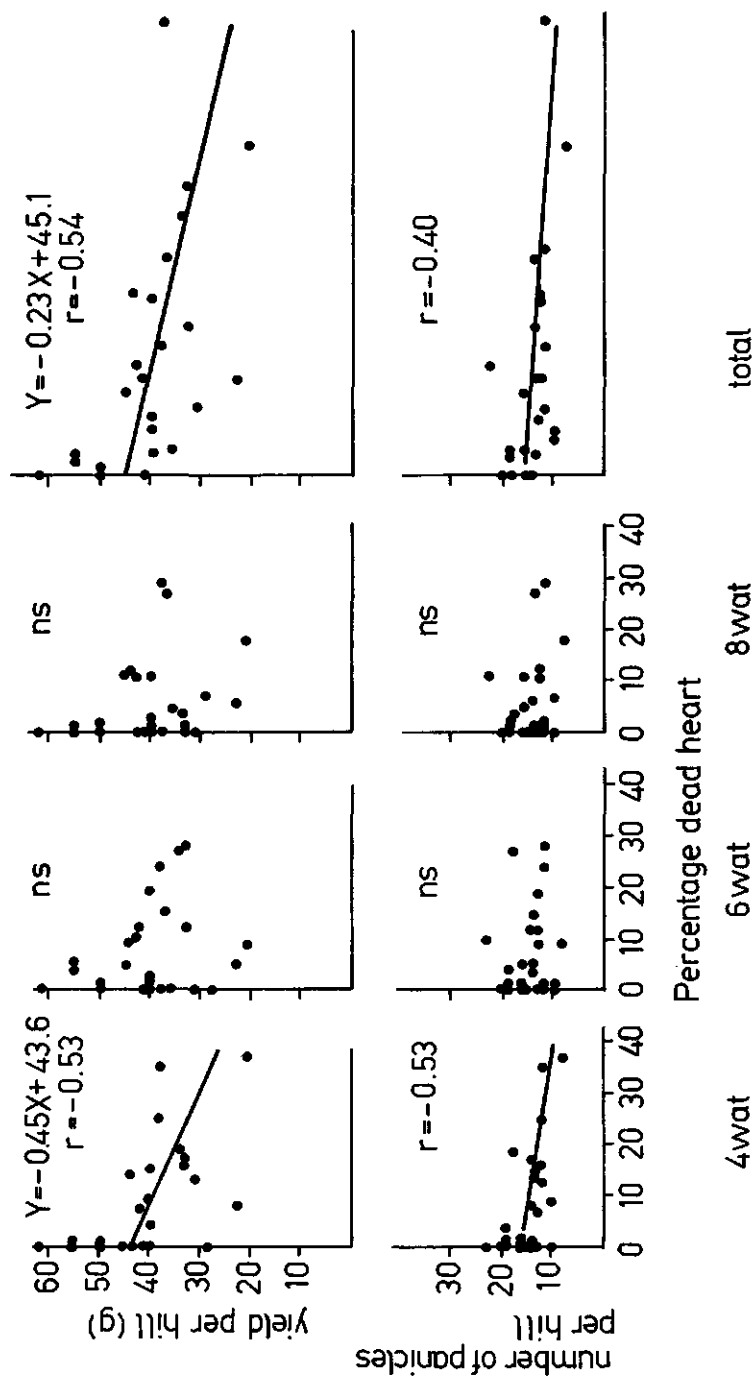 Y=-0.45X+43.6
r=-0.53
ns
ns
Y=-0.23X+45.1
r=-0.54
60
50
40
30
20
10
yield per hill (g)
r=-0.53
ns
ns
r=-0.40
30
20
10
number of panicles
per hill
0 10 20 30 40
0 10 20 30 40
0 10 20 30 40
Percentage dead heart
4wat
6wat
8wat
total